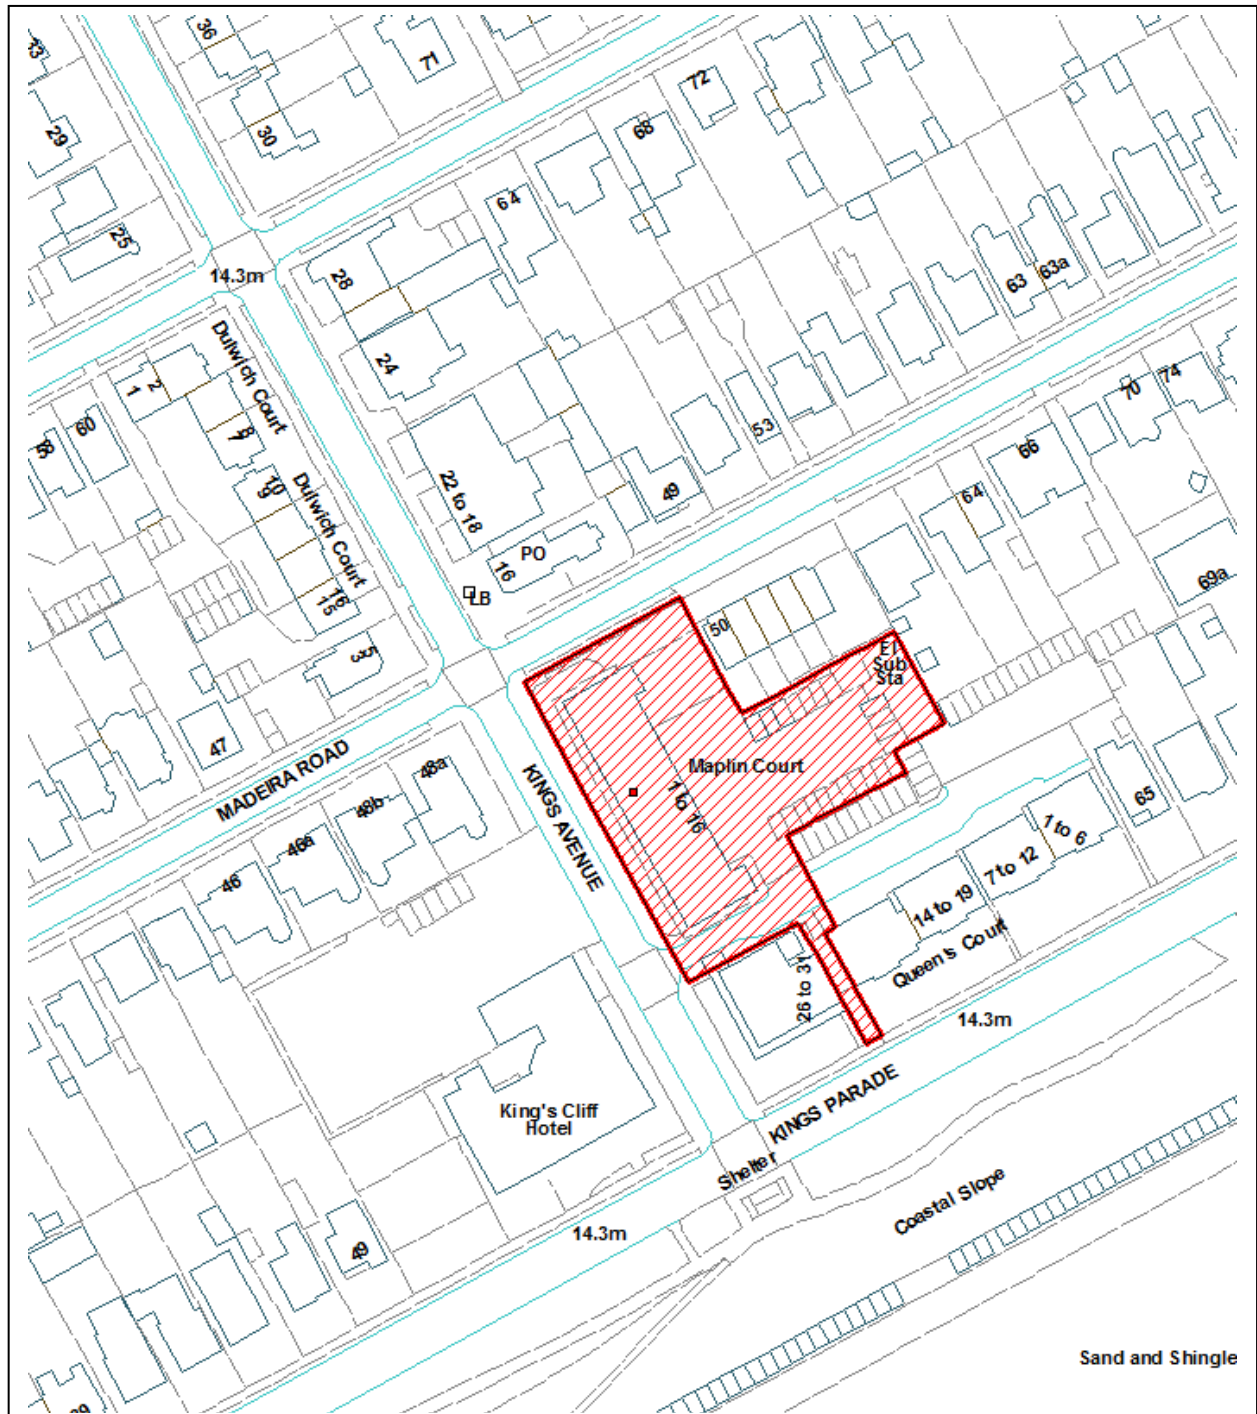 36
33
71
72
29
30
68
64
25
14.3m
28
63
63a
Dulwich Court
24
1
2
70
74
60
58
7
8
53
66
10
9
Dulwich Court
22 to 18
49
64
PO
16
LB
16
15
69a
50
El
Sub
Sta
47
MADEIRA ROAD
Maplin Court
48a
KINGS AVENUE
1 to 16
48b
65
1 to 6
46a
7 to 12
46
14 to 19
Queen's Court
26 to 31
14.3m
King's Cliff
Hotel
KINGS PARADE
Shelter
Coastal Slope
14.3m
49
Sand and Shingle